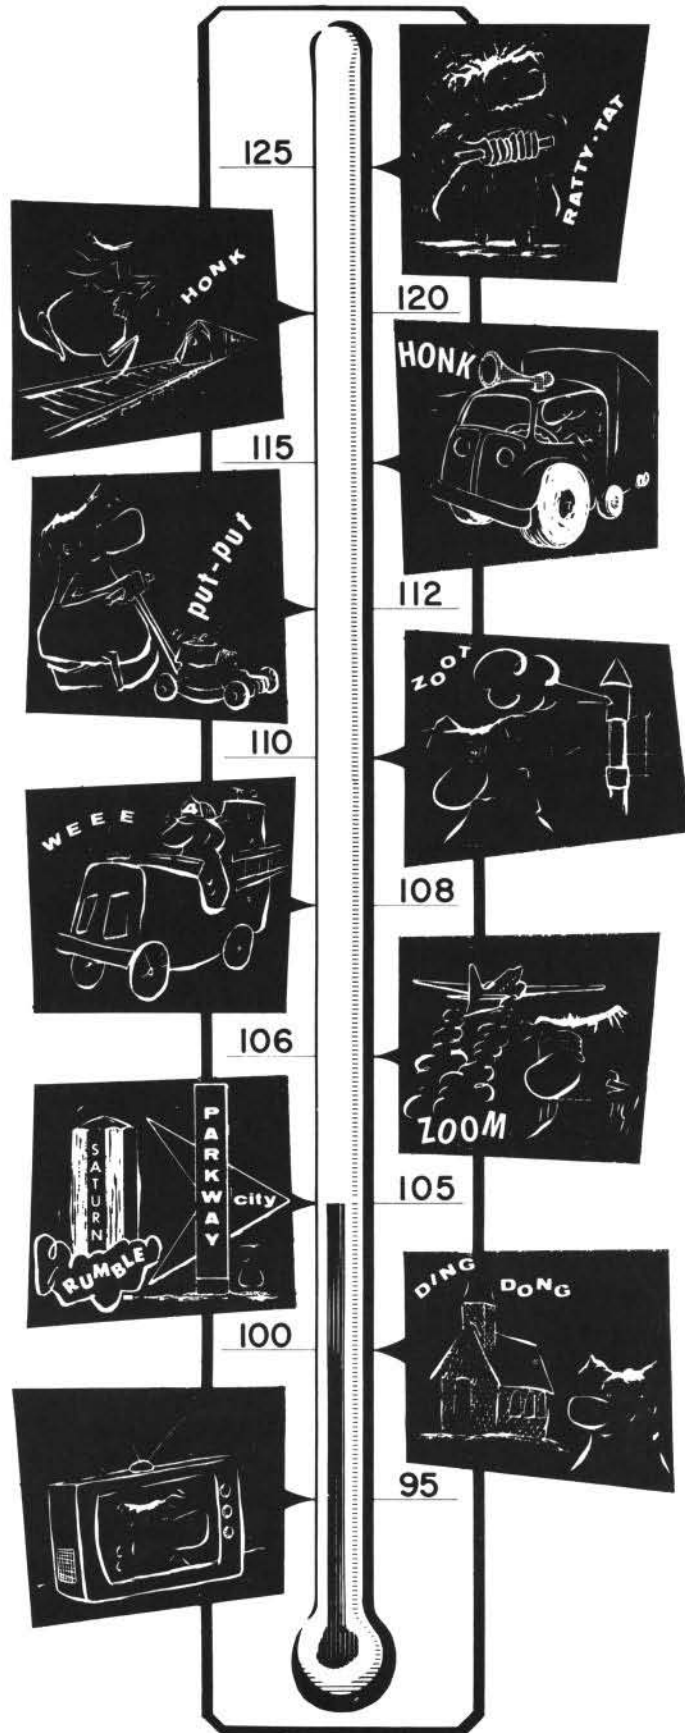 RATTY-TAT
125
HONK
120
HONK
115
put-put
112
ZOOT
110
WEEE
4
108
ZOOM
106
SATURN
RUMBLE
PARKWAY
city
105
DING DONG
100
95